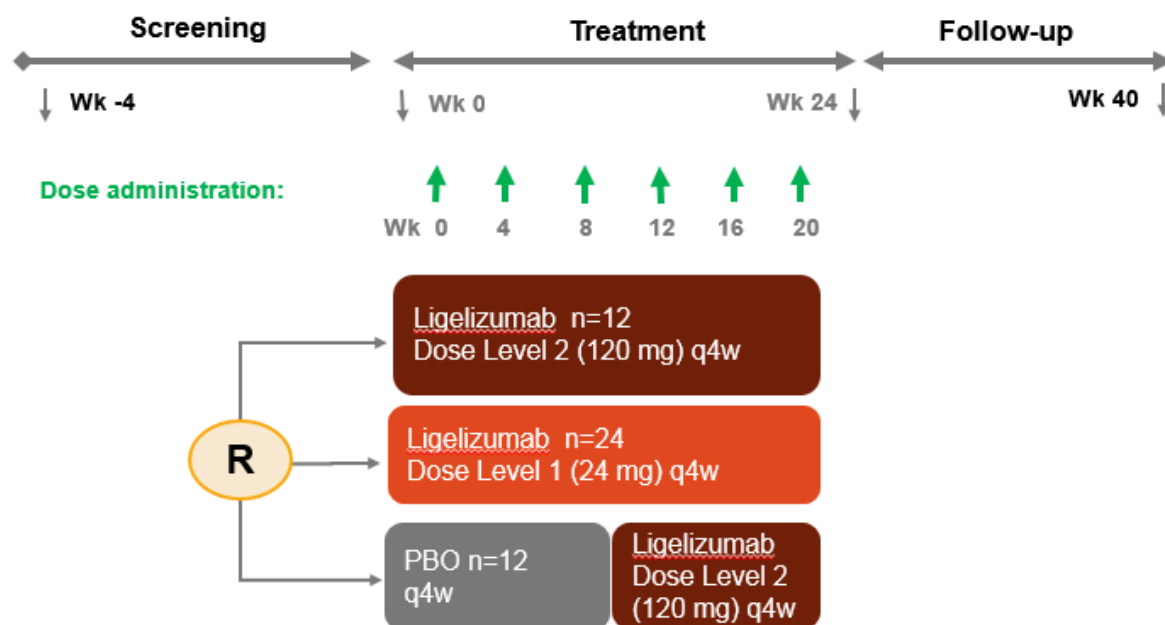 Screening
Treatment
Follow-up
Wk -4
Wk 0
Wk 24
Wk 40
Dose administration:
Wk 0 4 8 12 16 20
Ligelizumab n=12
Dose Level 2 (120 mg) q4w
R
Ligelizumab n=24
Dose Level 1 (24 mg) q4w
PBO n=12
q4w
Ligelizumab
Dose Level 2
(120 mg) q4w